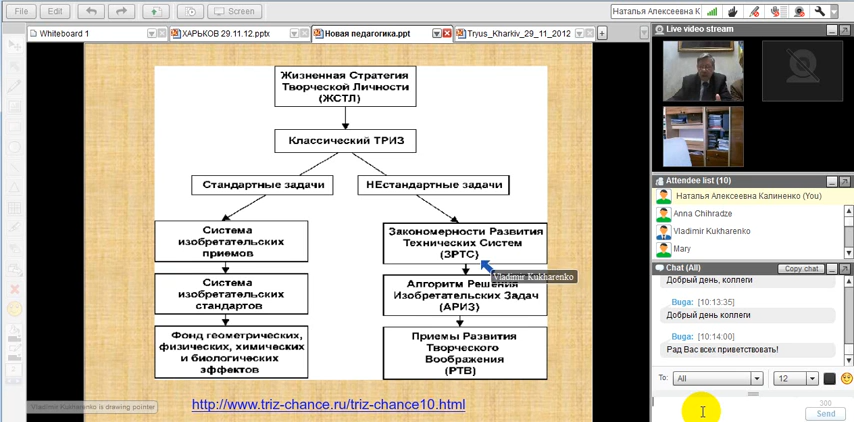 File
Edit
Screen
Наталья Алексеевна К
Whiteboard 1
ХАРЬКОВ 29.11.12.pptx
Новая педагогика.ppt
Tryus_Kharkiv_29_11_2012
Жизненная Стратегия
Творческой Личности
(ЖСТЛ)
Классический ТРИЗ
Стандартные задачи
НЕстандартные задачи
Система
изобретательских
приемов
Закономерности Развития
Технических Систем
(ЗРТС)
Vladimir Kukharenko
Система
изобретательских
стандартов
Алгоритм Решения
Изобретательских Задач
(АРИЗ)
Фонд геометрических,
физических, химических
и биологических
эффектов
Приемы Развития
Творческого
Воображения
(РТВ)
http://www.triz-chance.ru/triz-chance10.html
Vladimir Kukharenko is drawing pointer
Live video stream
Attendee list (10)
Наталья Алексеевна Калиненко (You)
Anna Chihradze
Vladimir Kukharenko
Mary
Chat (All)
Copy chat
Добрый день, коллеги
Buga: [10:13:35]
Добрый день коллеги
Buga: [10:14:00]
Рад Вас всех приветствовать!
To:
All
12
300
Send